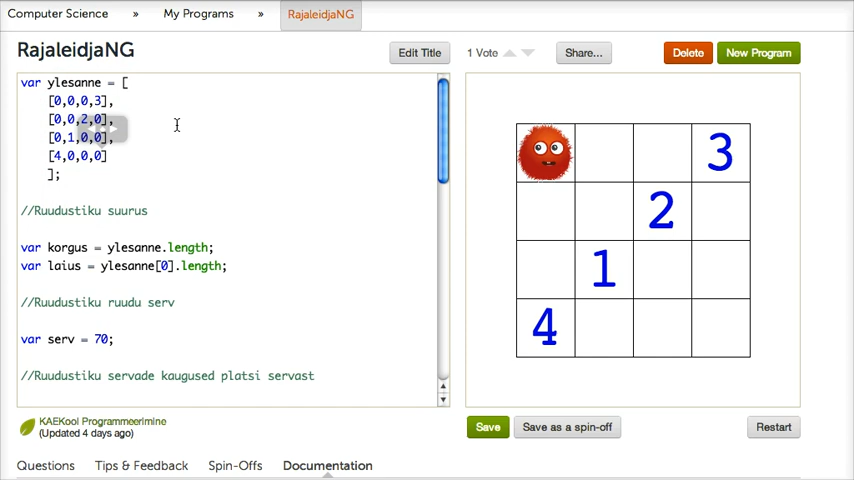 Computer Science » My Programs » RajaleidjaNG
RajaleidjaNG
Edit Title
1 Vote
Share...
Delete
New Program
var ylesanne = [
[0,0,0,3],
[0,0,2,0],
[0,1,0,0],
[4,0,0,0]
];
//Ruudustiku suurus
var korgus = ylesanne.length;
var laius = ylesanne[0].length;
//Ruudustiku ruudu serv
var serv = 70;
//Ruudustiku servade kaugused platsi servast
3
2
1
4
KAEKool Programmeerimine
(Updated 4 days ago)
Save
Save as a spin-off
Restart
Questions Tips & Feedback Spin-Offs Documentation